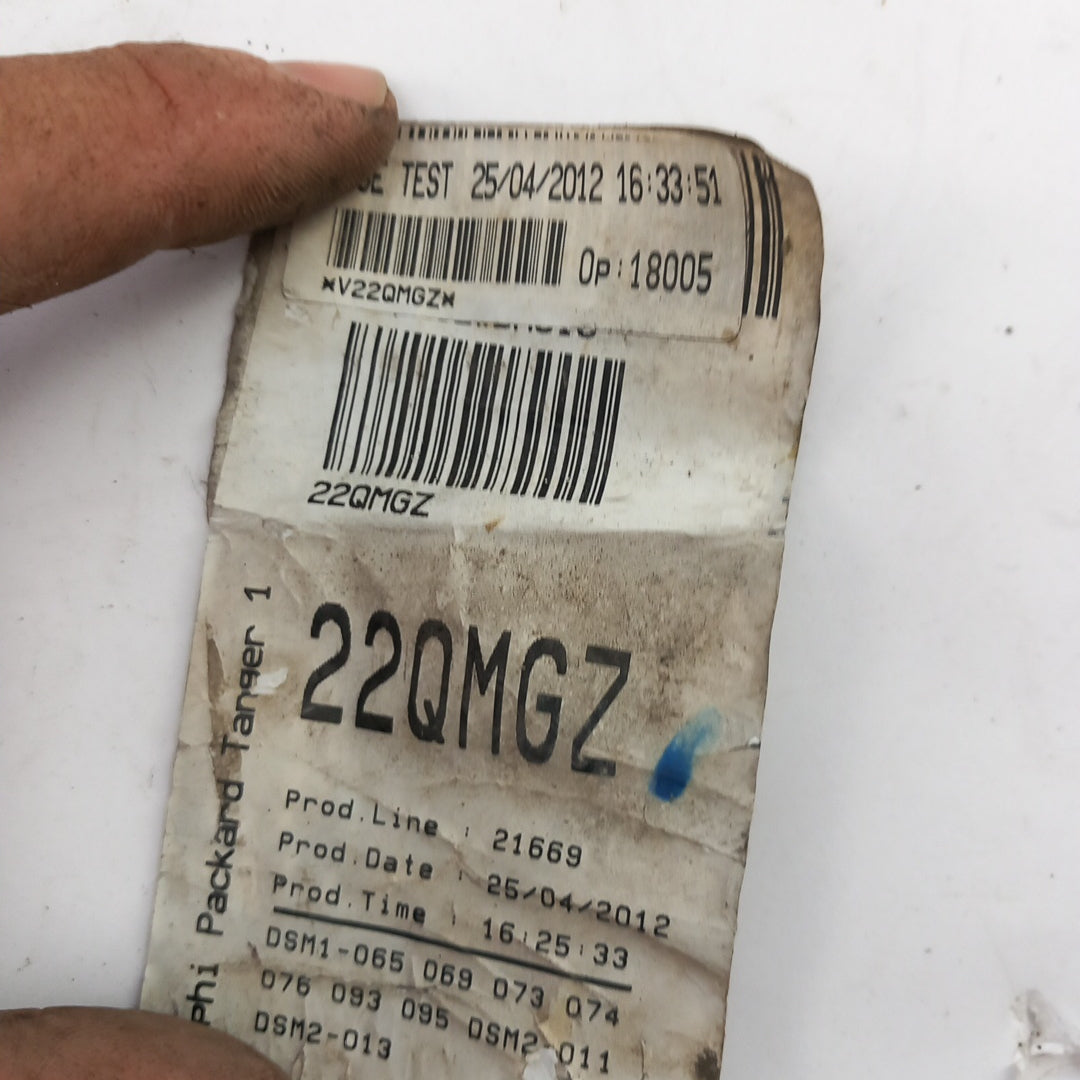 TEST 25/04/2012 16:33:51
Op:18005
*V22QMGZ*
22QMGZ
22QMGZ
Packard Tanger 1
Prod.Line : 21669
Prod.Date : 25/04/2012
Prod.Time : 16:25:33
DSM1-065 069 073 074
076 093 095 DSM2-011
DSM2-013